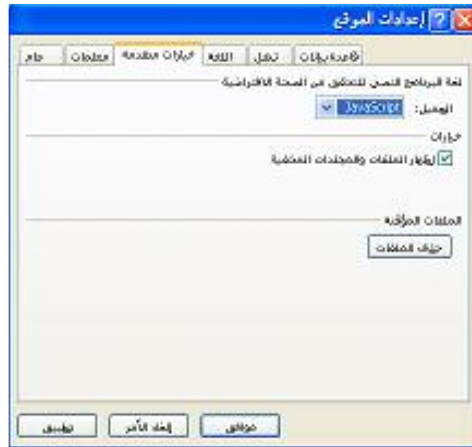 إعدادات الموقع
عام معلمات خيارات متقدمة اللغة تنقل قاعدة بيانات
لغة البرنامج النصي للتحقق من الصحة الافتراضية
العميل: JavaScript
خيارات
إظهار الملفات والمجلدات المخفية
الملفات المؤقتة
حذف الملفات
موافق إلغاء الأمر تطبيق